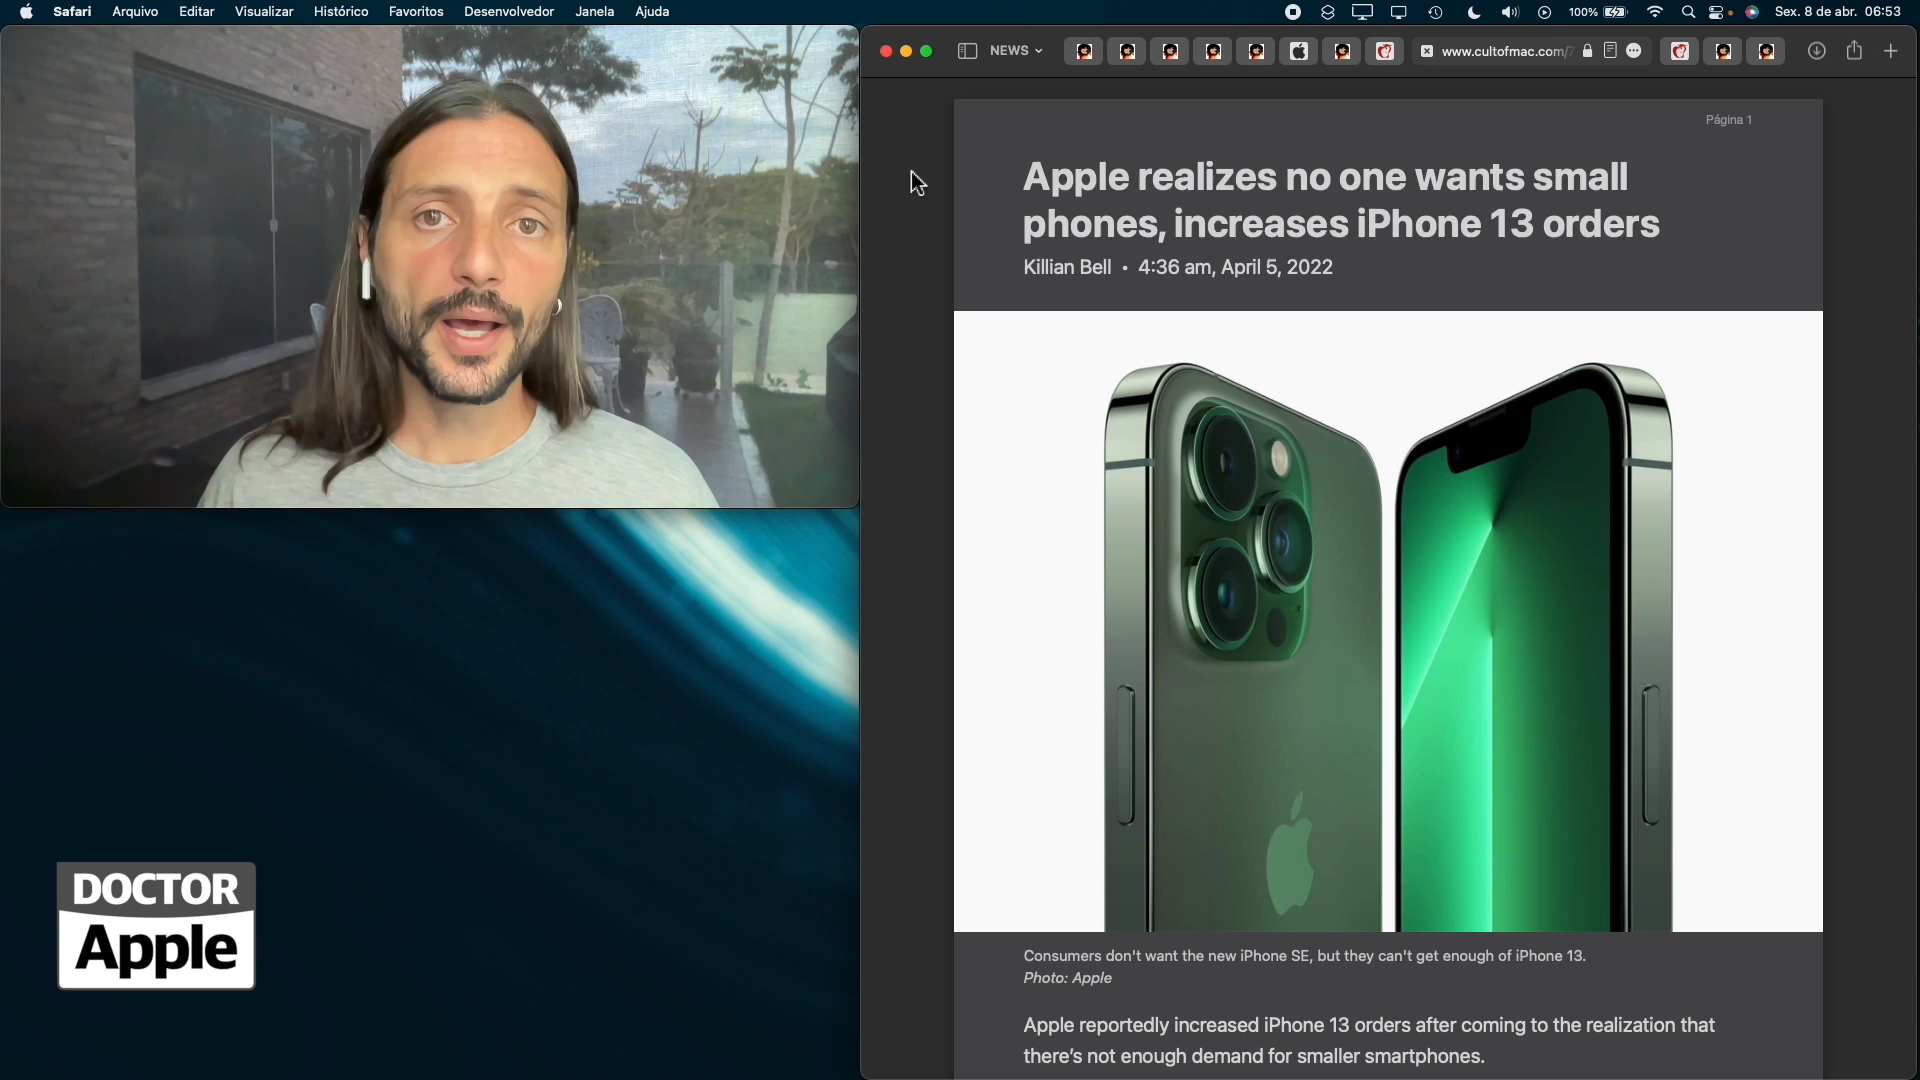 Safari Arquivo Editar Visualizar Histórico Favoritos Desenvolvedor Janela Ajuda
100% Sex. 8 de abr. 06:53
NEWS
www.cultofmac.com/
Página 1
Apple realizes no one wants small
phones, increases iPhone 13 orders
Killian Bell • 4:36 am, April 5, 2022
Consumers don't want the new iPhone SE, but they can't get enough of iPhone 13.
Photo: Apple
Apple reportedly increased iPhone 13 orders after coming to the realization that
there's not enough demand for smaller smartphones.
DOCTOR
Apple